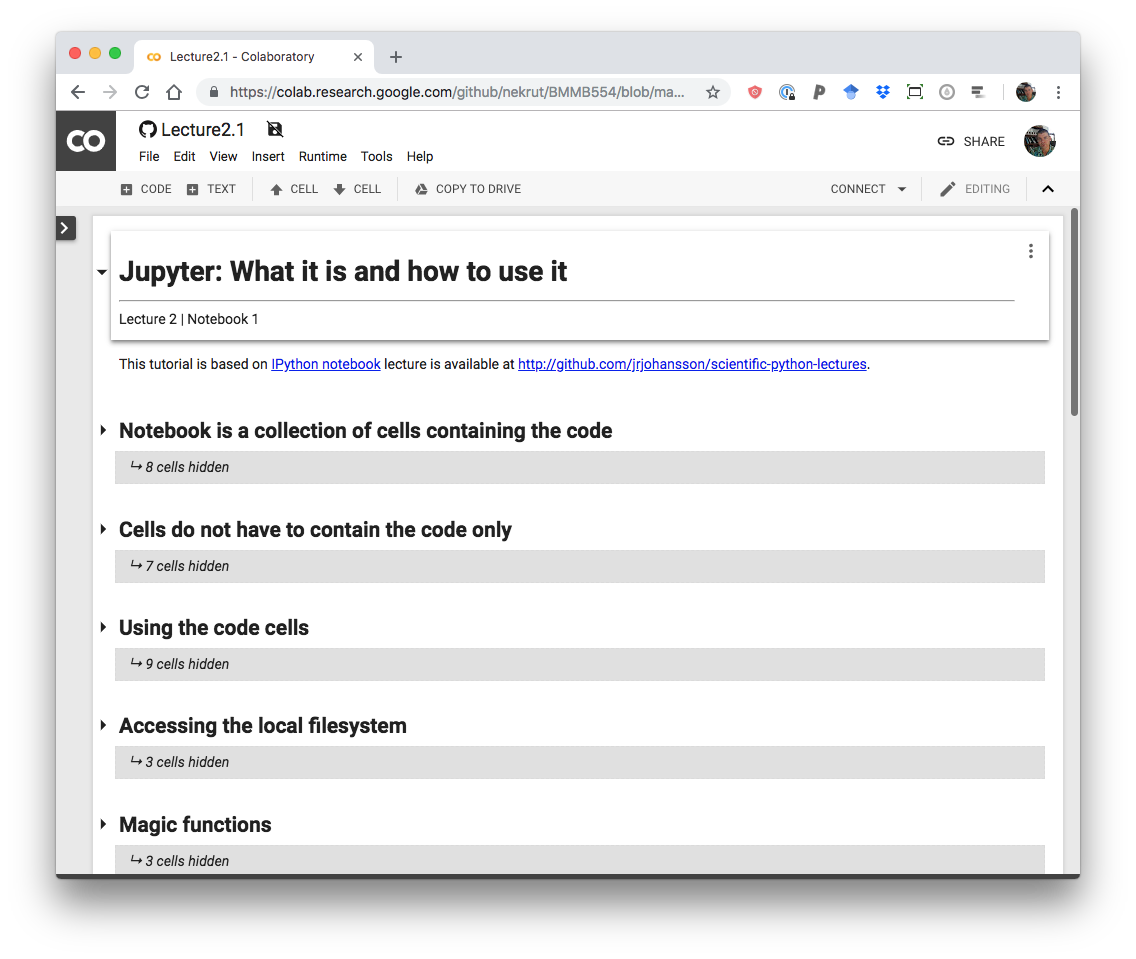 Lecture2.1 - Colaboratory
https://colab.research.google.com/github/nekrut/BMMB554/blob/ma...
CO
Lecture2.1
File Edit View Insert Runtime Tools Help
SHARE
CODE TEXT CELL CELL COPY TO DRIVE CONNECT EDITING
Jupyter: What it is and how to use it
Lecture 2 | Notebook 1
This tutorial is based on IPython notebook lecture is available at http://github.com/jrjohansson/scientific-python-lectures.
Notebook is a collection of cells containing the code
8 cells hidden
Cells do not have to contain the code only
7 cells hidden
Using the code cells
9 cells hidden
Accessing the local filesystem
3 cells hidden
Magic functions
3 cells hidden